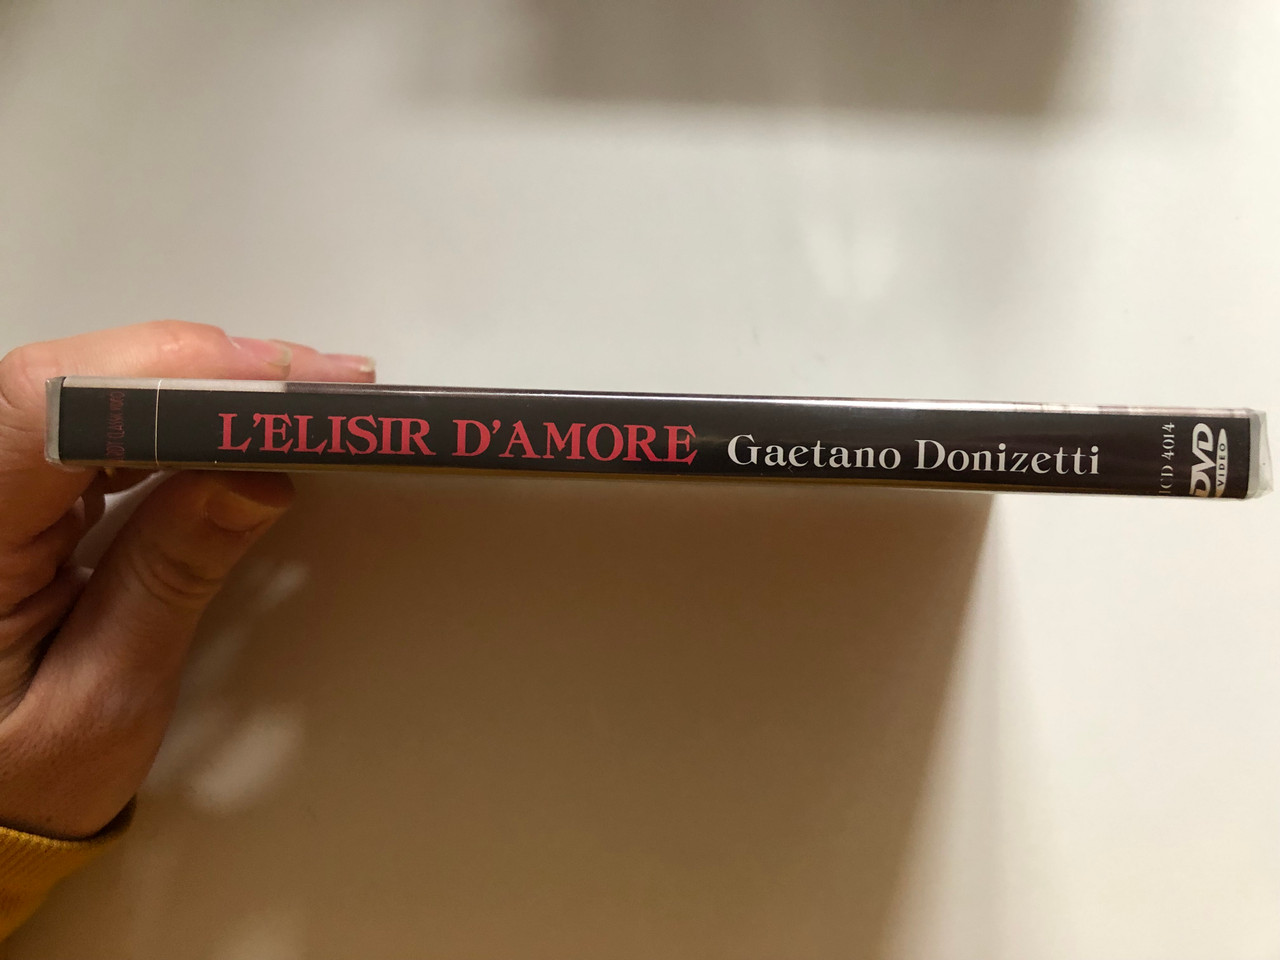 L'ELISIR D'AMORE Gaetano Donizetti
ICD 4014
DVD
VIDEO